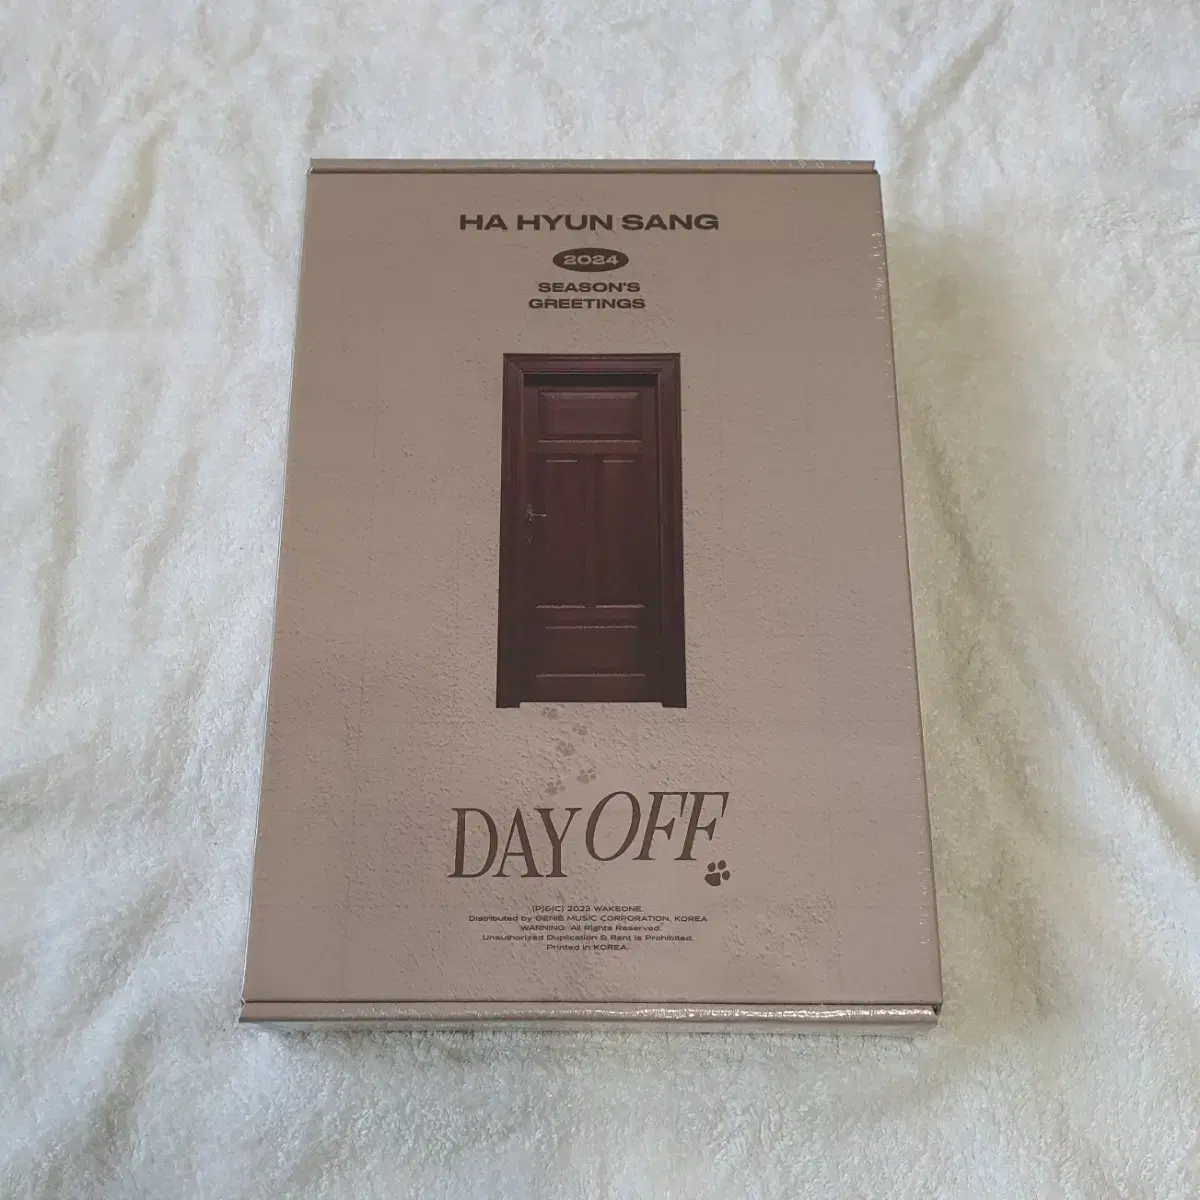 HA HYUN SANG
2024
SEASON'S
GREETINGS
DAY OFF
(P)&(C) 2023 WAKEONE.
Distributed by GENIE MUSIC CORPORATION, KOREA
WARNING: All Rights Reserved.
Unauthorized Duplication & Rent is Prohibited.
Printed in KOREA.